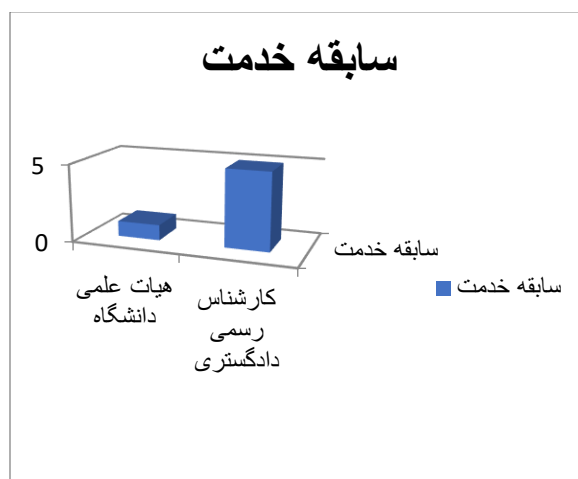 سابقه خدمت
5
0
سابقه خدمت
هیات علمی
دانشگاه
کارشناس
رسمی
دادگستری
سابقه خدمت